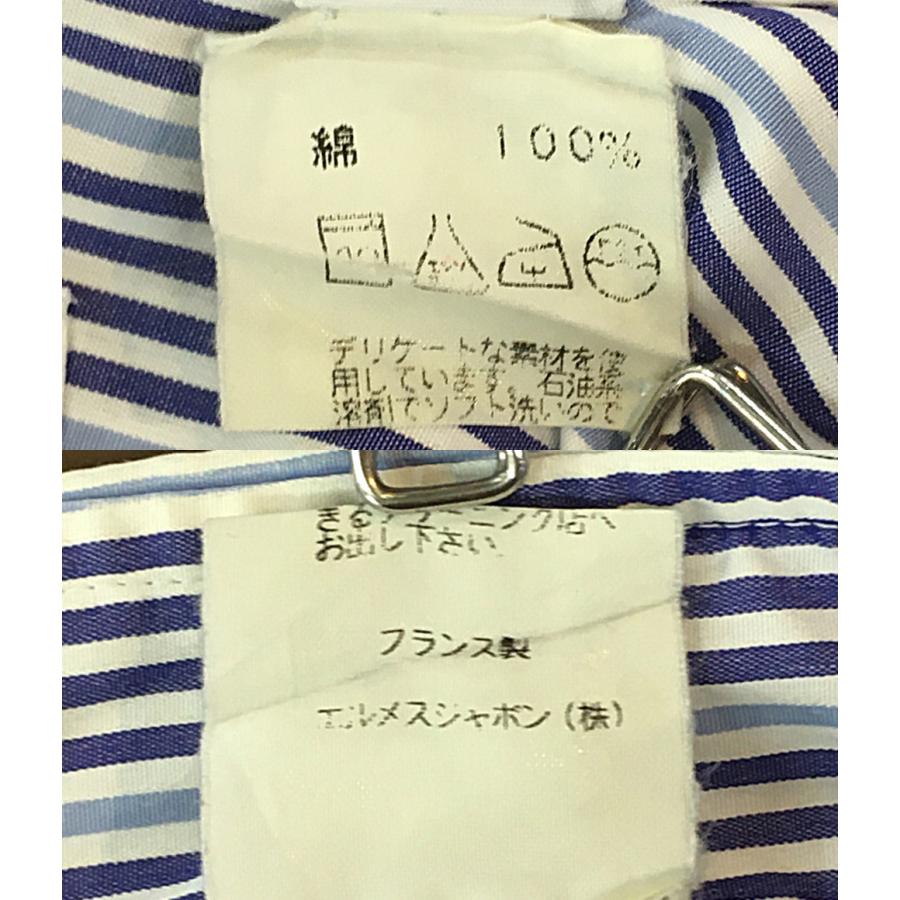 綿 100%
デリケートな素材を使
用しています。石油系
溶剤でソフト洗いので
きるクリーニング店へ
お出し下さい。
フランス製
エルメスジャポン(株)